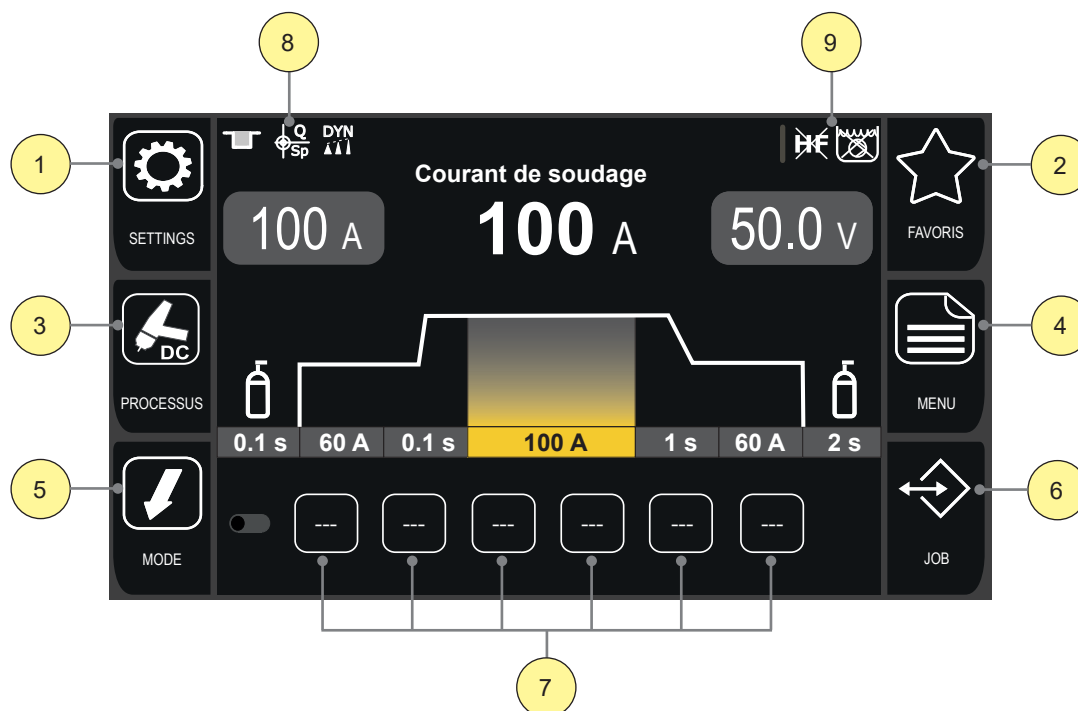 8
9
1
2
3
4
5
6
7
Q
Sp
DYN
HF
Courant de soudage
100 A
100 A
50.0 V
SETTINGS
FAVORIS
DC
PROCESSUS
MENU
0.1 s 60 A 0.1 s 100 A 1 s 60 A 2 s
--- --- --- --- --- ---
MODE
JOB